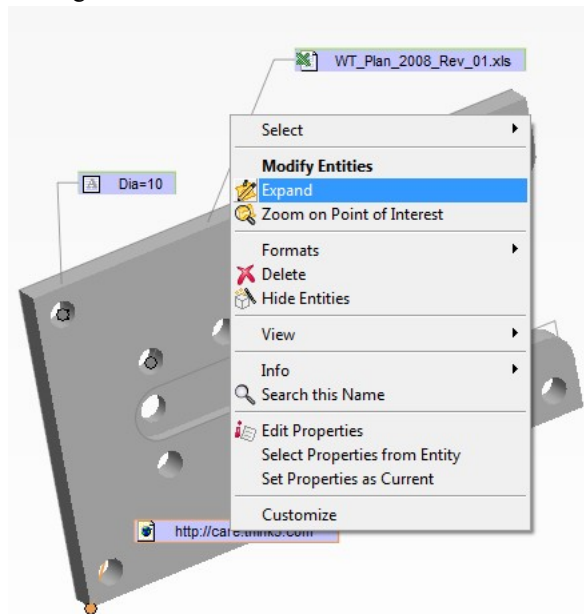 WT_Plan_2008_Rev_01.xls
Select
Dia=10
Modify Entities
Expand
Zoom on Point of Interest
Formats
Delete
Hide Entities
View
Info
Search this Name
Edit Properties
Select Properties from Entity
Set Properties as Current
Customize